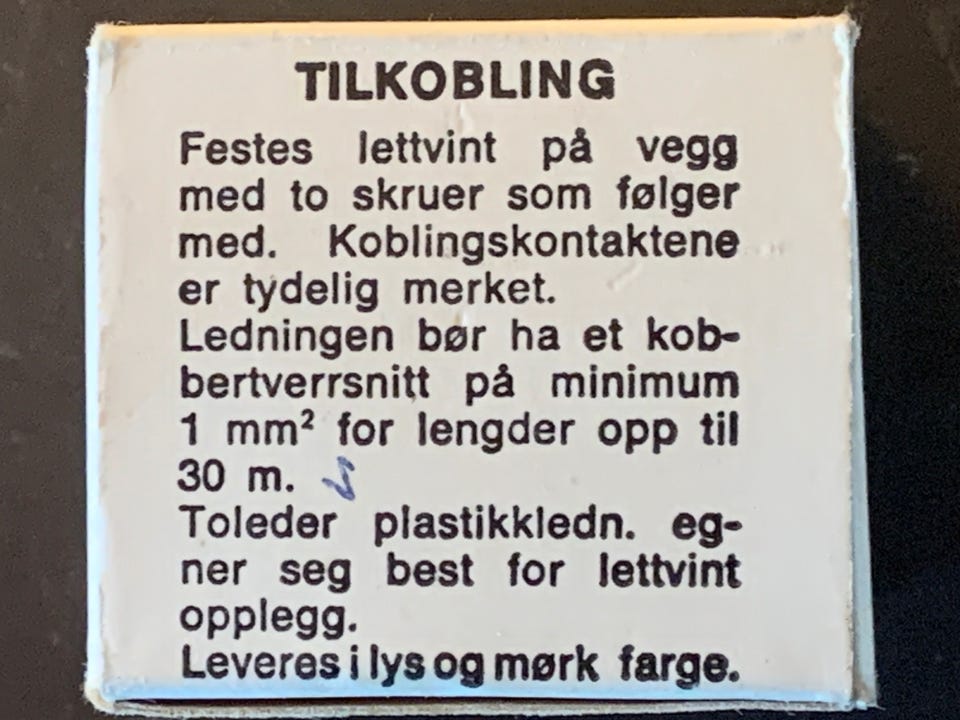 TILKOBLING
Festes lettvint på vegg
med to skruer som følger
med. Koblingskontaktene
er tydelig merket.
Ledningen bør ha et kob-
bertverrsnitt på minimum
1 mm² for lengder opp til
30 m.
Toleder plastikkledn. eg-
ner seg best for lettvint
opplegg.
Leveres i lys og mørk farge.